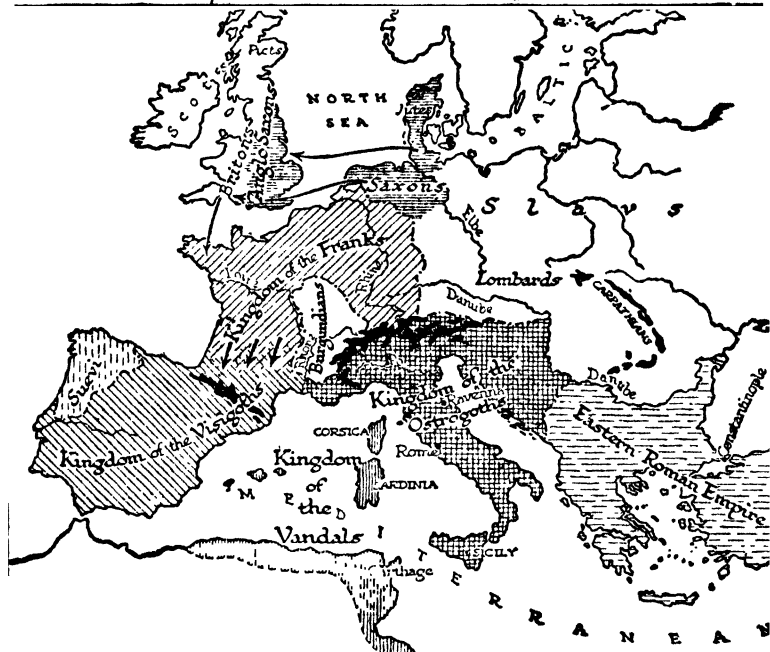 Picts
SCOTS
Britons
Anglo Saxons
NORTH
SEA
Jutes
BALTIC
Saxons
Slavs
Elbe
Kingdom of the Franks
Rhine
Lombards
CARPATHIANS
Danube
Burgundians
Suevi
Kingdom of the Visigoths
Kingdom of the
Ostrogoths
Ravenna
Danube
Constantinople
Eastern Roman Empire
CORSICA
Rome
Kingdom
of
the
Vandals
ARDINIA
SICILY
Carthage
MEDITERRANEAN